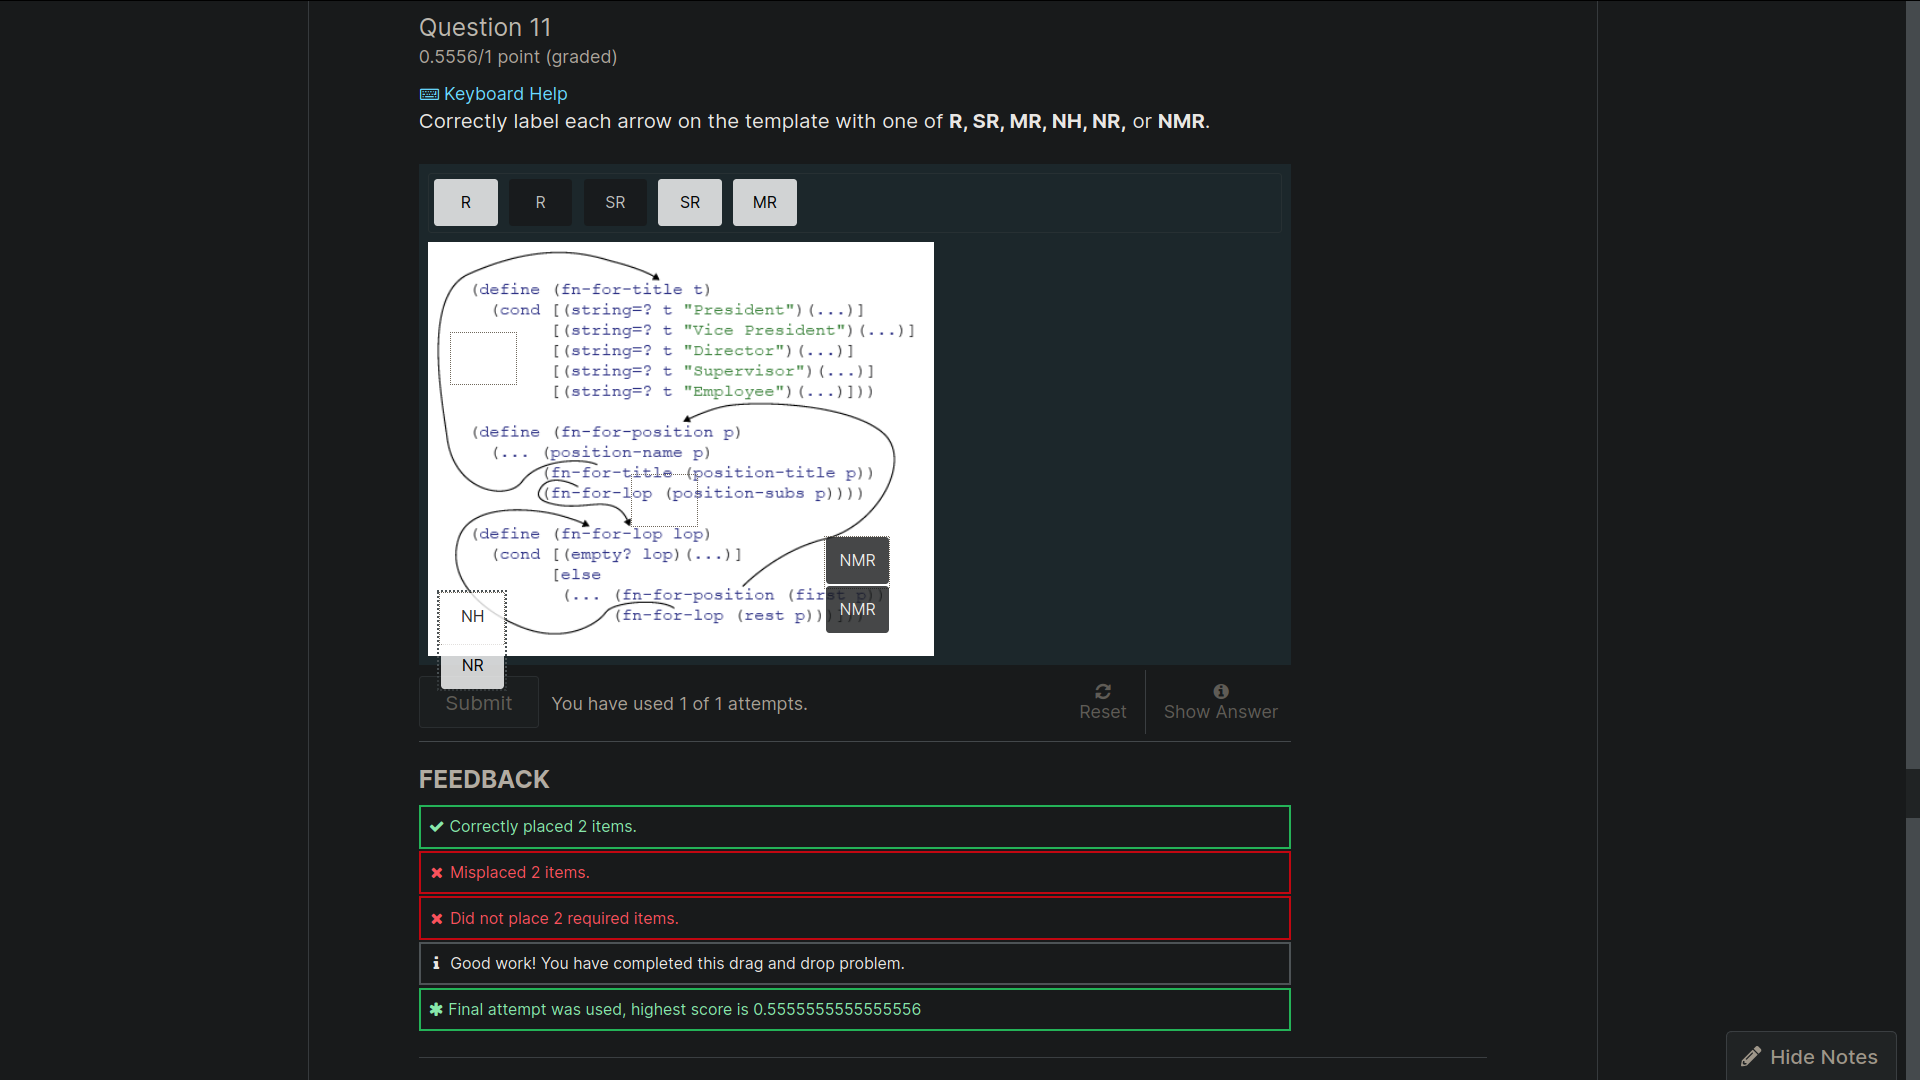 Question 11
0.5556/1 point (graded)
Keyboard Help
Correctly label each arrow on the template with one of R, SR, MR, NH, NR, or NMR.
R R SR SR MR
(define (fn-for-title t)
(cond [(string=? t "President")(...)]
[(string=? t "Vice President")(...)]
[(string=? t "Director")(...)]
[(string=? t "Supervisor")(...)]
[(string=? t "Employee")(...)]))
(define (fn-for-position p)
(... (position-name p)
(fn-for-title (position-title p))
(fn-for-lop (position-subs p))))
(define (fn-for-lop lop)
(cond [(empty? lop)(...)]
[else
NMR
(... (fn-for-position (first p))
NMR
(fn-for-lop (rest p)))]))
NH
NR
Submit
You have used 1 of 1 attempts.
Reset
Show Answer
FEEDBACK
Correctly placed 2 items.
Misplaced 2 items.
Did not place 2 required items.
Good work! You have completed this drag and drop problem.
Final attempt was used, highest score is 0.5555555555555556
Hide Notes